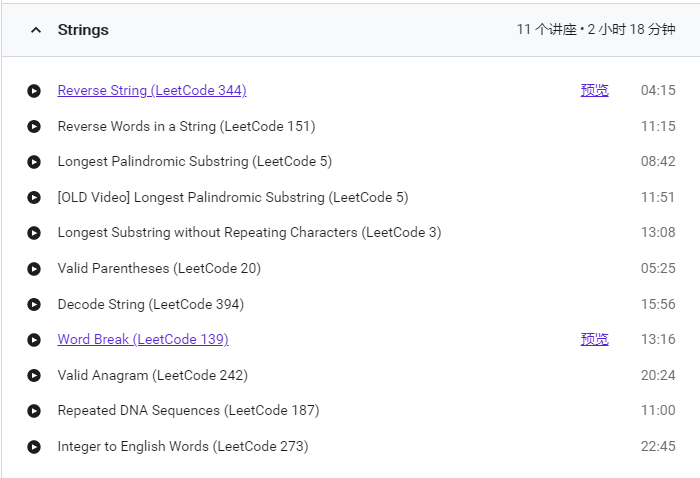 Strings 11 个讲座 • 2 小时 18 分钟
Reverse String (LeetCode 344) 预览 04:15
Reverse Words in a String (LeetCode 151) 11:15
Longest Palindromic Substring (LeetCode 5) 08:42
[OLD Video] Longest Palindromic Substring (LeetCode 5) 11:51
Longest Substring without Repeating Characters (LeetCode 3) 13:08
Valid Parentheses (LeetCode 20) 05:25
Decode String (LeetCode 394) 15:56
Word Break (LeetCode 139) 预览 13:16
Valid Anagram (LeetCode 242) 20:24
Repeated DNA Sequences (LeetCode 187) 11:00
Integer to English Words (LeetCode 273) 22:45